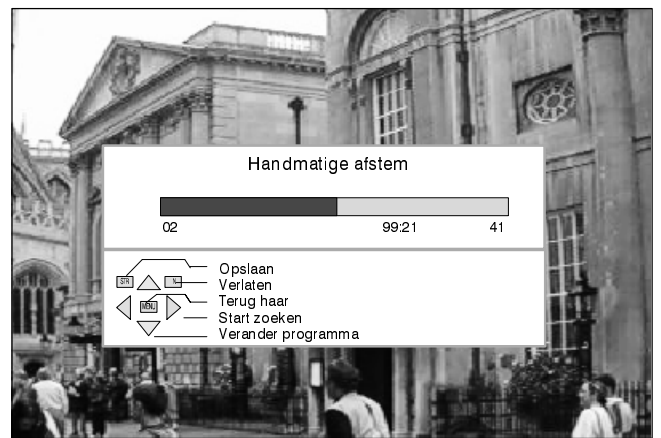 Handmatige afstem
02 99:21 41
STR N Opslaan
Verlaten
MENU Terug haar
Start zoeken
Verander programma